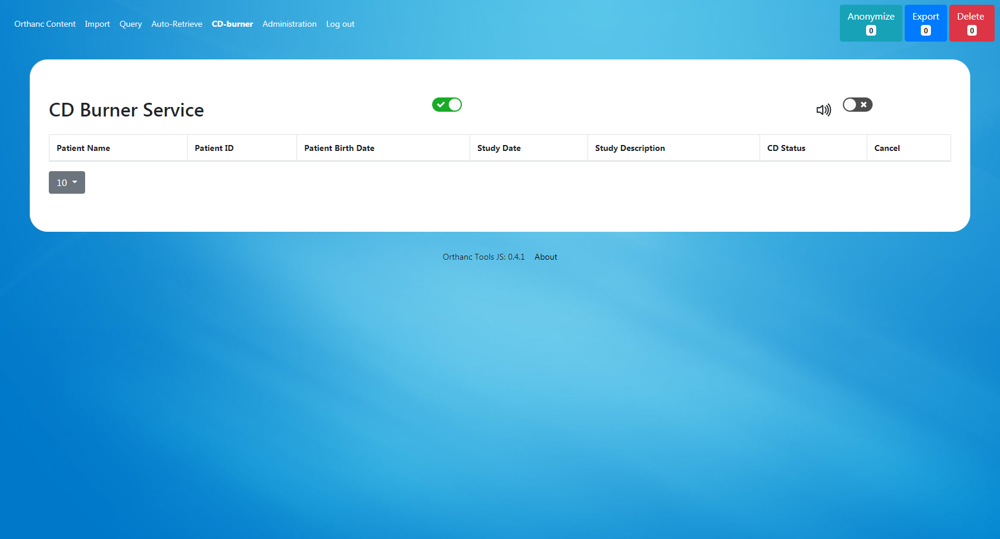 Orthanc Content Import Query Auto-Retrieve CD-burner Administration Log out
Anonymize Export Delete
0 0 0
CD Burner Service
Patient Name Patient ID Patient Birth Date Study Date Study Description CD Status Cancel
10
Orthanc Tools JS: 0.4.1 About